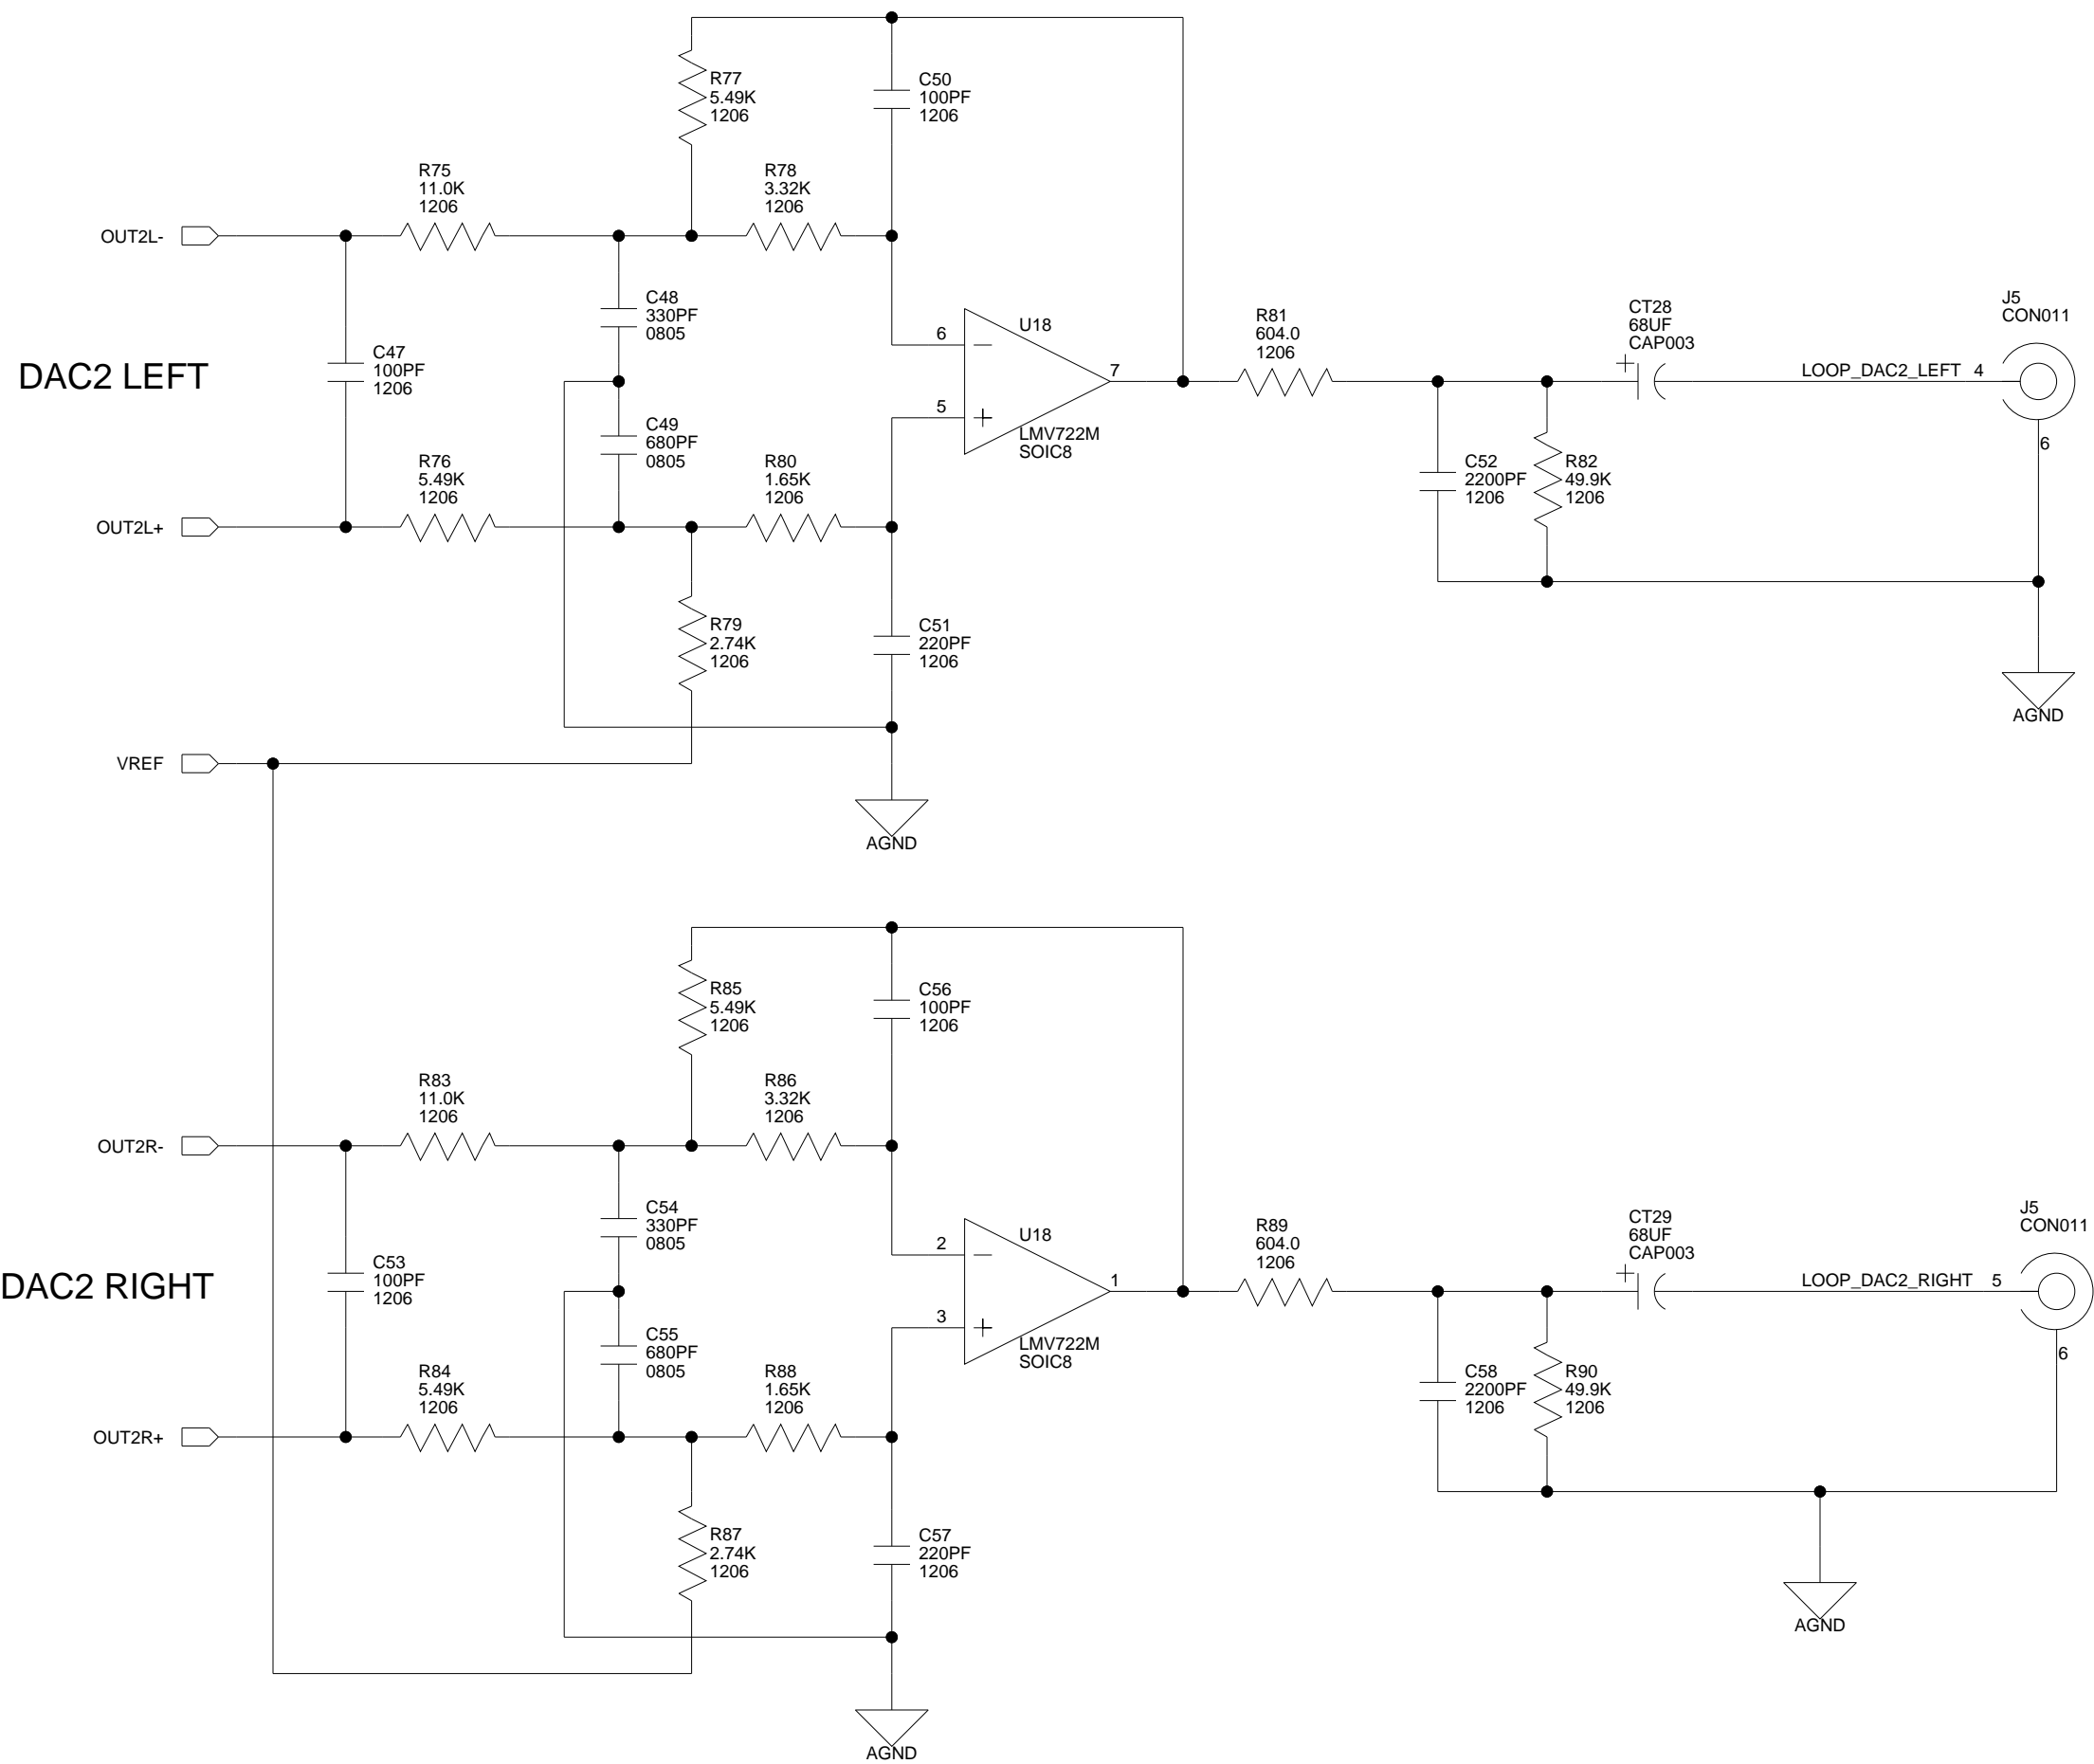 R77
5.49K
1206
C50
100PF
1206
R75
11.0K
1206
R78
3.32K
1206
OUT2L-
C48
330PF
0805
U18
6
R81
604.0
1206
CT28
68UF
CAP003
+
J5
CON011
DAC2 LEFT
C47
100PF
1206
7
LOOP_DAC2_LEFT 4
C49
680PF
0805
5
LMV722M
SOIC8
6
R76
5.49K
1206
R80
1.65K
1206
C52
2200PF
1206
R82
49.9K
1206
OUT2L+
R79
2.74K
1206
C51
220PF
1206
AGND
VREF
AGND
R85
5.49K
1206
C56
100PF
1206
R83
11.0K
1206
R86
3.32K
1206
OUT2R-
C54
330PF
0805
U18
2
R89
604.0
1206
CT29
68UF
CAP003
+
J5
CON011
DAC2 RIGHT
C53
100PF
1206
1
LOOP_DAC2_RIGHT 5
C55
680PF
0805
3
LMV722M
SOIC8
6
R84
5.49K
1206
R88
1.65K
1206
C58
2200PF
1206
R90
49.9K
1206
OUT2R+
R87
2.74K
1206
C57
220PF
1206
AGND
AGND